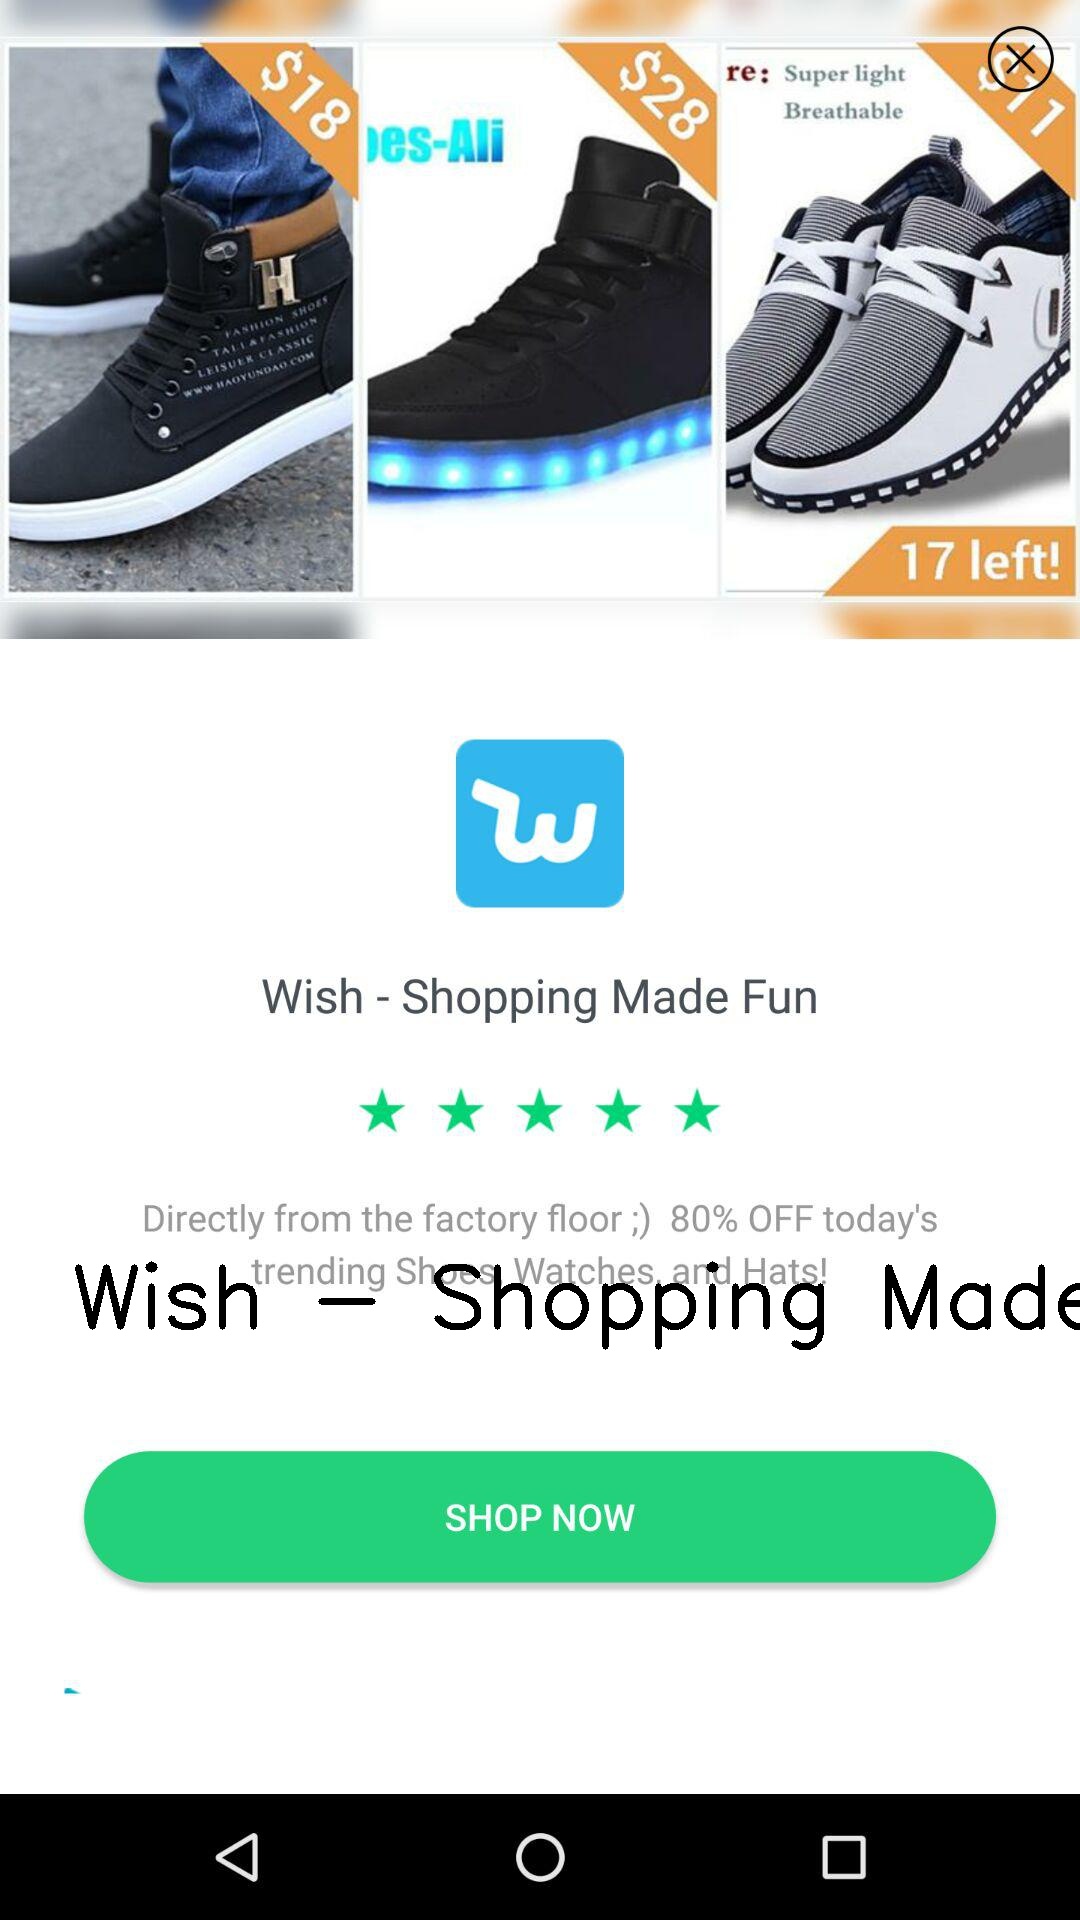 $18
$28
$11
oes-Ali
re: Super light
Breathable
H
FASHION SHOES
TALL&FASHION
LEISUER CLASSIC
WWW.HAOYUNDAO.COM
17 left!
Wish - Shopping Made Fun
Directly from the factory floor ;) 80% OFF today's
trending Shoes, Watches, and Hats!
Wish - Shopping Made
SHOP NOW